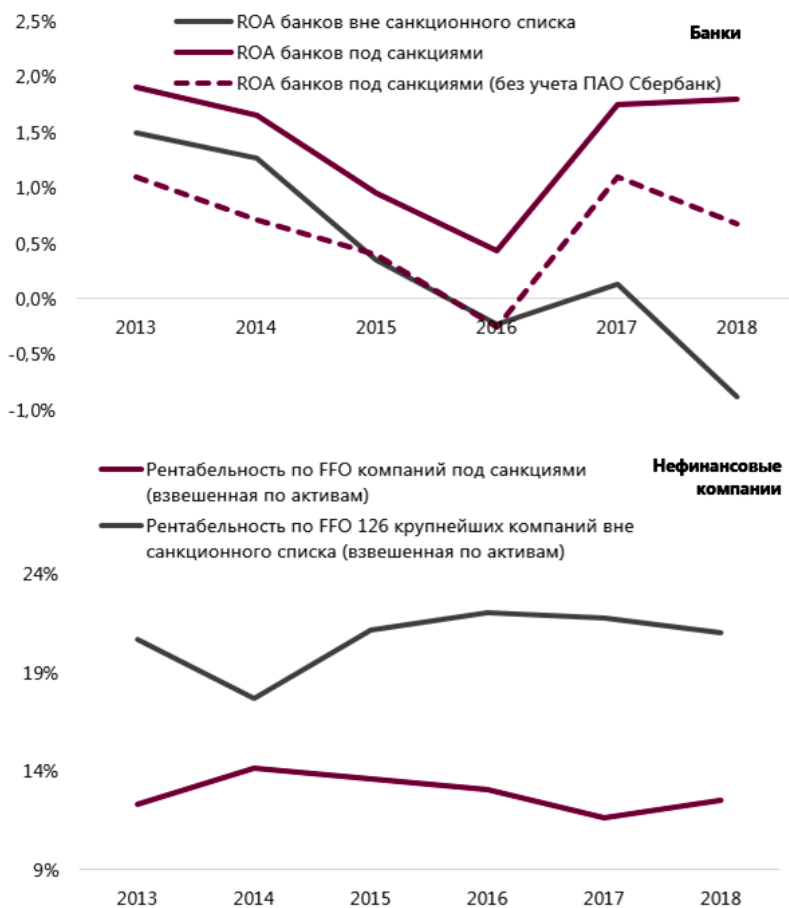 2,5%
ROA банков вне санкционного списка
Банки
2,0%
ROA банков под санкциями
ROA банков под санкциями (без учета ПАО Сбербанк)
1,5%
1,0%
0,5%
0,0%
2013 2014 2015 2016 2017 2018
-0,5%
-1,0%
Рентабельность по FFO компаний под санкциями
(взвешенная по активам)
Нефинансовые
компании
Рентабельность по FFO 126 крупнейших компаний вне
санкционного списка (взвешенная по активам)
24%
19%
14%
9%
2013 2014 2015 2016 2017 2018